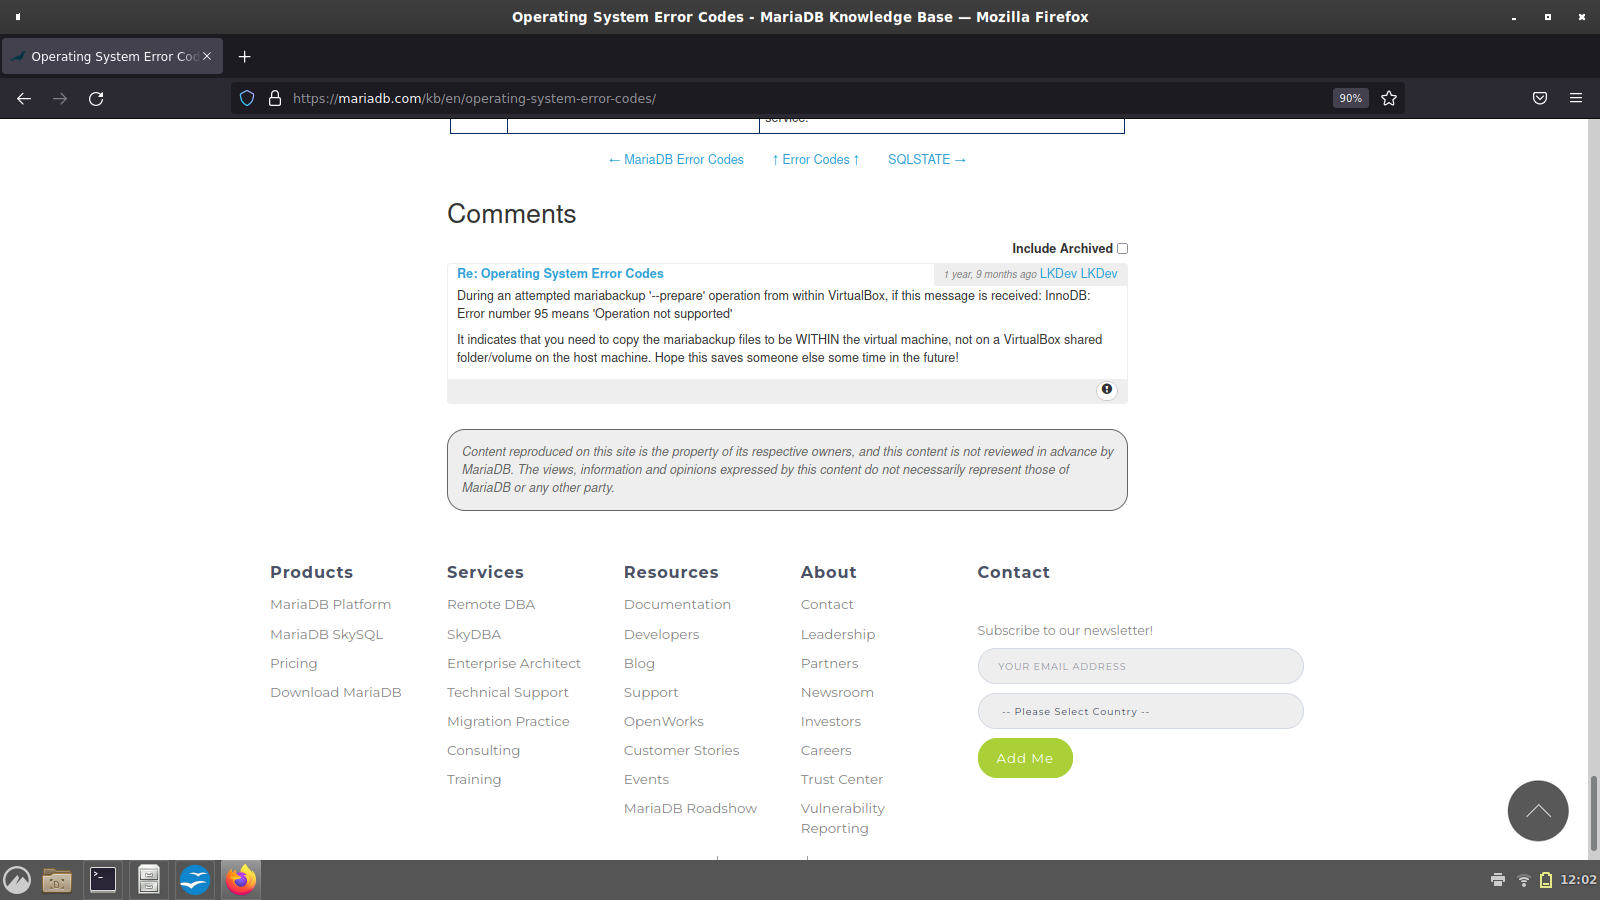 Operating System Error Codes - MariaDB Knowledge Base — Mozilla Firefox
Operating System Error Cod
https://mariadb.com/kb/en/operating-system-error-codes/
90%
service.
← MariaDB Error Codes
↑ Error Codes ↑
SQLSTATE →
Comments
Include Archived
Re: Operating System Error Codes
1 year, 9 months ago LKDev LKDev
During an attempted mariabackup '--prepare' operation from within VirtualBox, if this message is received: InnoDB:
Error number 95 means 'Operation not supported'
It indicates that you need to copy the mariabackup files to be WITHIN the virtual machine, not on a VirtualBox shared
folder/volume on the host machine. Hope this saves someone else some time in the future!
Content reproduced on this site is the property of its respective owners, and this content is not reviewed in advance by
MariaDB. The views, information and opinions expressed by this content do not necessarily represent those of
MariaDB or any other party.
Products
MariaDB Platform
MariaDB SkySQL
Pricing
Download MariaDB
Services
Remote DBA
SkyDBA
Enterprise Architect
Technical Support
Migration Practice
Consulting
Training
Resources
Documentation
Developers
Blog
Support
OpenWorks
Customer Stories
Events
MariaDB Roadshow
About
Contact
Leadership
Partners
Newsroom
Investors
Careers
Trust Center
Vulnerability
Reporting
Contact
Subscribe to our newsletter!
YOUR EMAIL ADDRESS
-- Please Select Country --
Add Me
12:02